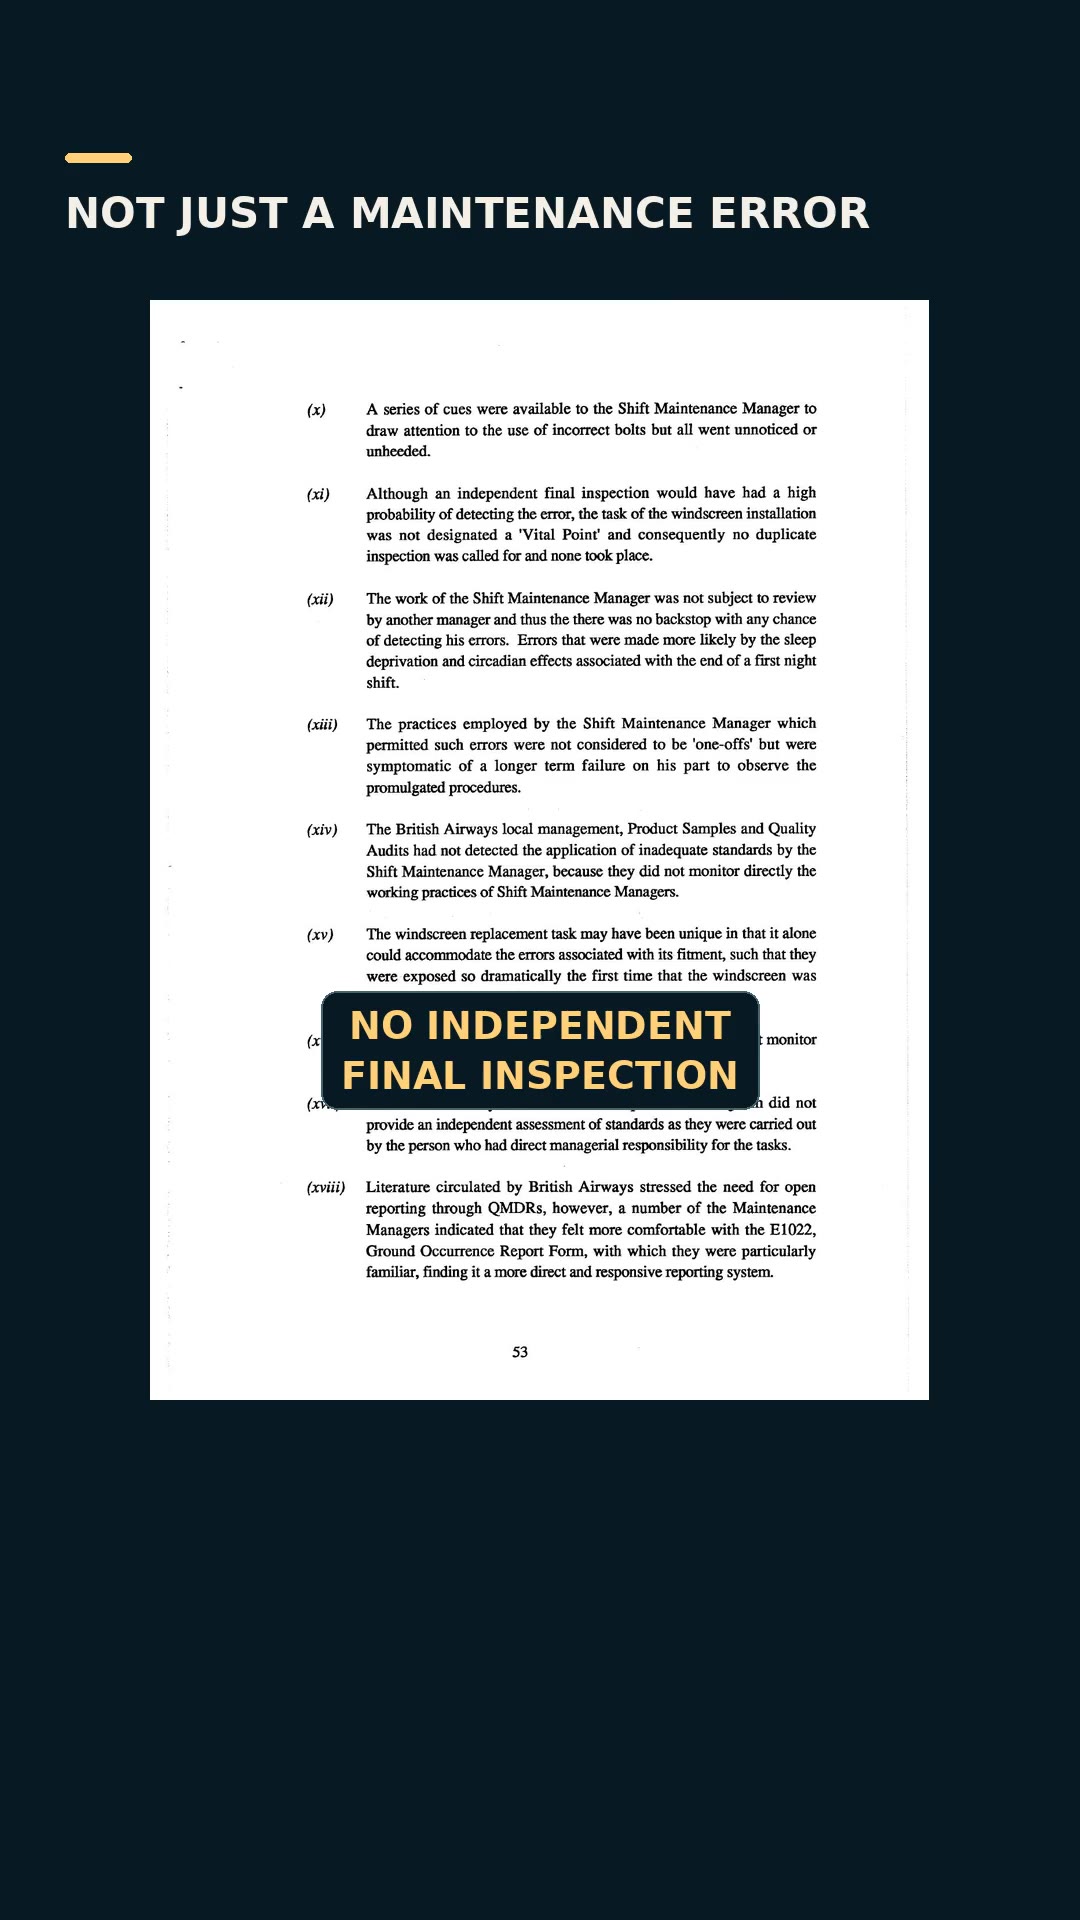 NOT JUST A MAINTENANCE ERROR
(x) A series of cues were available to the Shift Maintenance Manager to
draw attention to the use of incorrect bolts but all went unnoticed or
unheeded.
(xi) Although an independent final inspection would have had a high
probability of detecting the error, the task of the windscreen installation
was not designated a 'Vital Point' and consequently no duplicate
inspection was called for and none took place.
(xii) The work of the Shift Maintenance Manager was not subject to review
by another manager and thus the there was no backstop with any chance
of detecting his errors. Errors that were made more likely by the sleep
deprivation and circadian effects associated with the end of a first night
shift.
(xiii) The practices employed by the Shift Maintenance Manager which
permitted such errors were not considered to be 'one-offs' but were
symptomatic of a longer term failure on his part to observe the
promulgated procedures.
(xiv) The British Airways local management, Product Samples and Quality
Audits had not detected the application of inadequate standards by the
Shift Maintenance Manager, because they did not monitor directly the
working practices of Shift Maintenance Managers.
(xv) The windscreen replacement task may have been unique in that it alone
could accommodate the errors associated with its fitment, such that they
were exposed so dramatically the first time that the windscreen was
NO INDEPENDENT
monitor
FINAL INSPECTION
did not
provide an independent assessment of standards as they were carried out
by the person who had direct managerial responsibility for the tasks.
(xviii) Literature circulated by British Airways stressed the need for open
reporting through QMDRs, however, a number of the Maintenance
Managers indicated that they felt more comfortable with the E1022,
Ground Occurrence Report Form, with which they were particularly
familiar, finding it a more direct and responsive reporting system.
53